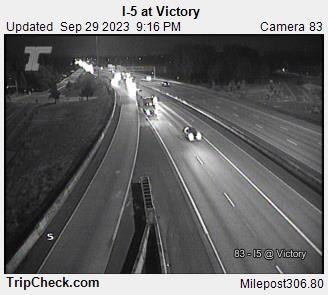 I-5 at Victory
Updated Sep 29 2023 9:16 PM Camera 83
T
S
83 - I5 @ Victory
TripCheck.com Milepost306.80